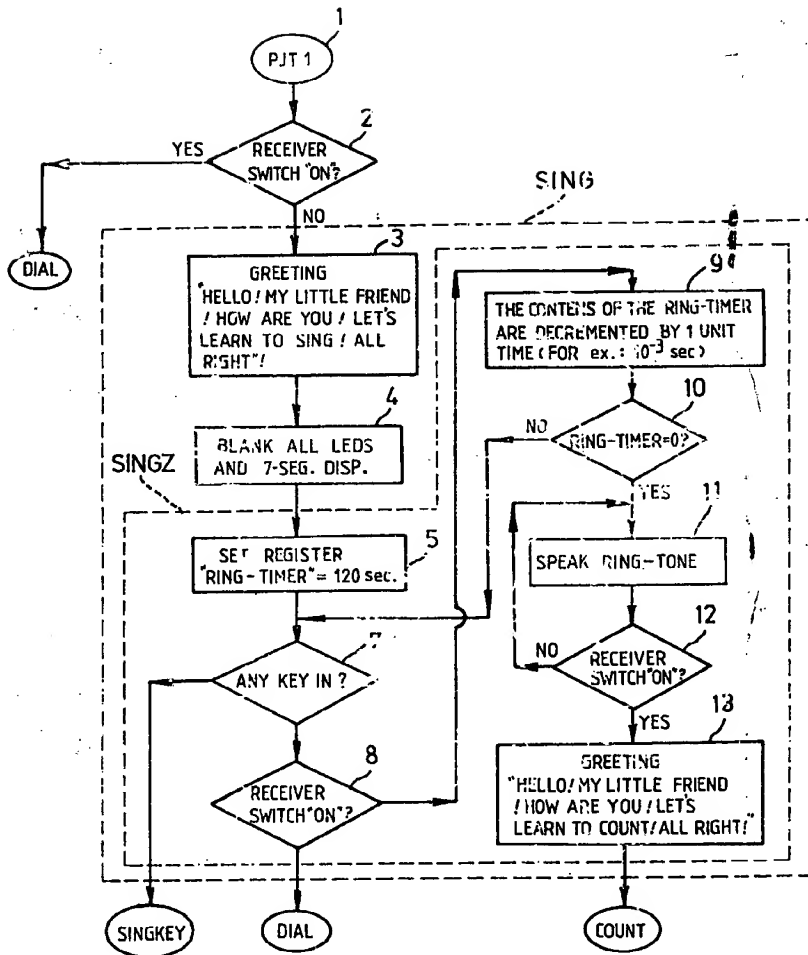 1
PJT 1
2
YES
RECEIVER
SWITCH "ON"?
NO
DIAL
SING
3
GREETING
"HELLO! MY LITTLE FRIEND
! HOW ARE YOU! LET'S
LEARN TO SING! ALL
RIGHT"!
4
BLANK ALL LEDS
AND 7-SEG. DISP.
SINGZ
5
SET REGISTER
"RING-TIMER" = 120 sec.
7
ANY KEY IN ?
8
RECEIVER
SWITCH "ON"?
SINGKEY
DIAL
9
THE CONTENS OF THE RING-TIMER
ARE DECREMENTED BY 1 UNIT
TIME (FOR ex.: 10-3 sec)
10
NO
RING-TIMER=0?
YES
11
SPEAK RING-TONE
12
NO
RECEIVER
SWITCH "ON"?
YES
13
GREETING
"HELLO! MY LITTLE FRIEND
! HOW ARE YOU! LET'S
LEARN TO COUNT! ALL RIGHT!"
COUNT